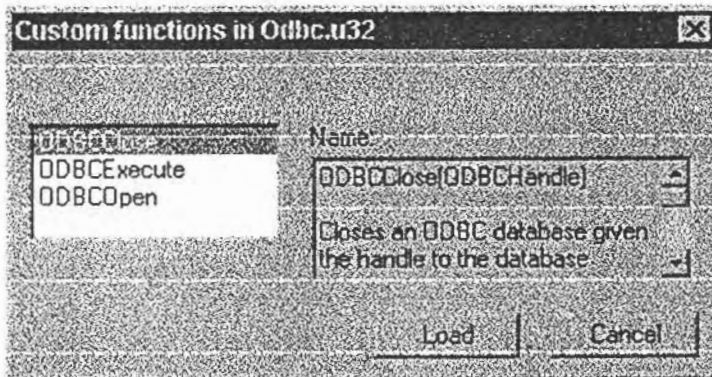 Custom functions in Odbc.u32
Name:
ODBCExecute
ODBCOpen
ODBCClose(ODBCHandle)
Closes an ODBC database given
the handle to the database.
Load
Cancel